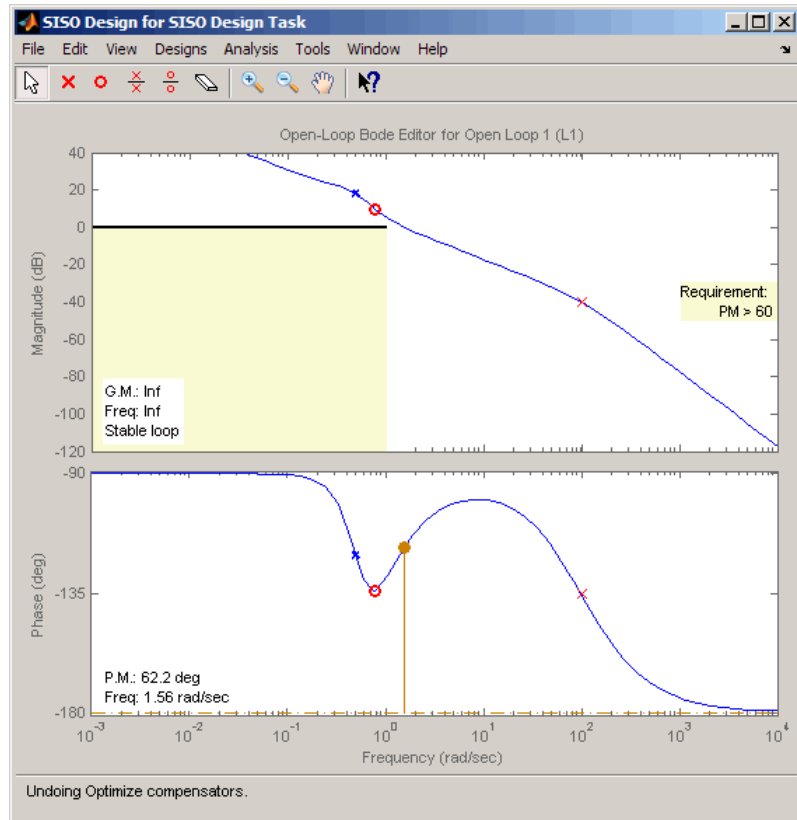 SISO Design for SISO Design Task
File Edit View Designs Analysis Tools Window Help
Open-Loop Bode Editor for Open Loop 1 (L1)
40
20
0
-20
-40
-60
-80
-100
-120
Magnitude (dB)
Requirement:
PM > 60
G.M.: Inf
Freq: Inf
Stable loop
-90
-135
-180
Phase (deg)
P.M.: 62.2 deg
Freq: 1.56 rad/sec
10^-3 10^-2 10^-1 10^0 10^1 10^2 10^3 10^4
Frequency (rad/sec)
Undoing Optimize compensators.